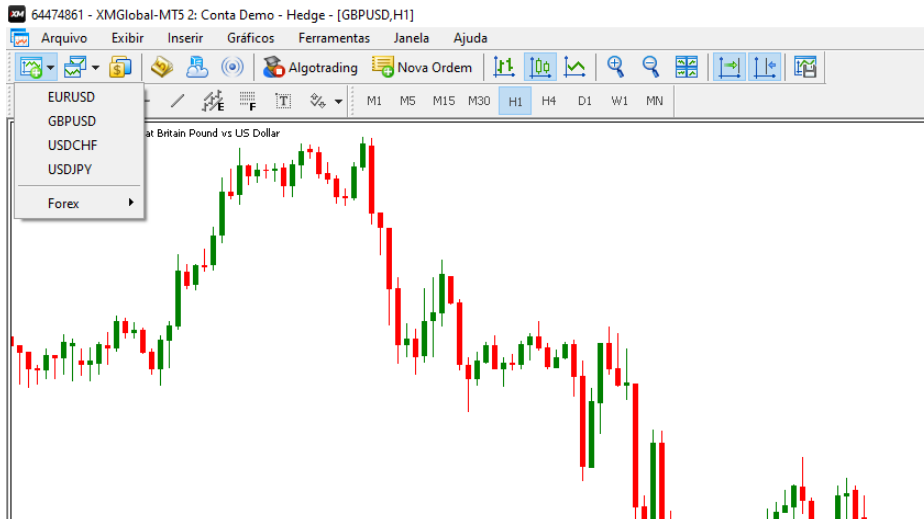 XM 64474861 - XMGlobal-MT5 2: Conta Demo - Hedge - [GBPUSD,H1]
Arquivo Exibir Inserir Gráficos Ferramentas Janela Ajuda
Algotrading Nova Ordem
E F T M1 M5 M15 M30 H1 H4 D1 W1 MN
EURUSD
GBPUSD
USDCHF
USDJPY
Forex
at Britain Pound vs US Dollar